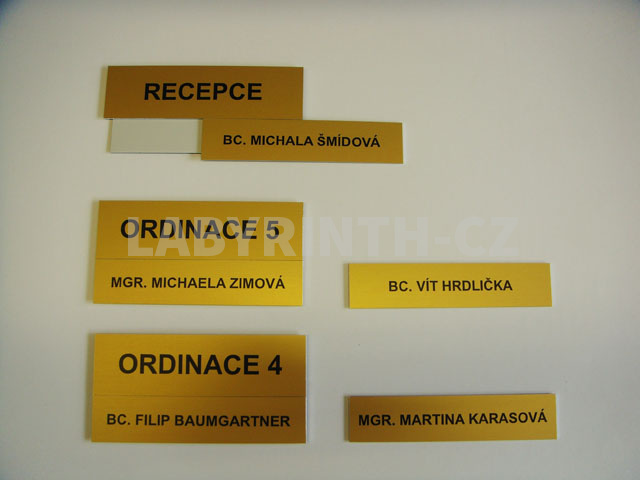 RECEPCE
BC. MICHALA ŠMÍDOVÁ
LABYRINTH-CZ
ORDINACE 5
MGR. MICHAELA ZIMOVÁ
BC. VÍT HRDLIČKA
ORDINACE 4
BC. FILIP BAUMGARTNER
MGR. MARTINA KARASOVÁ